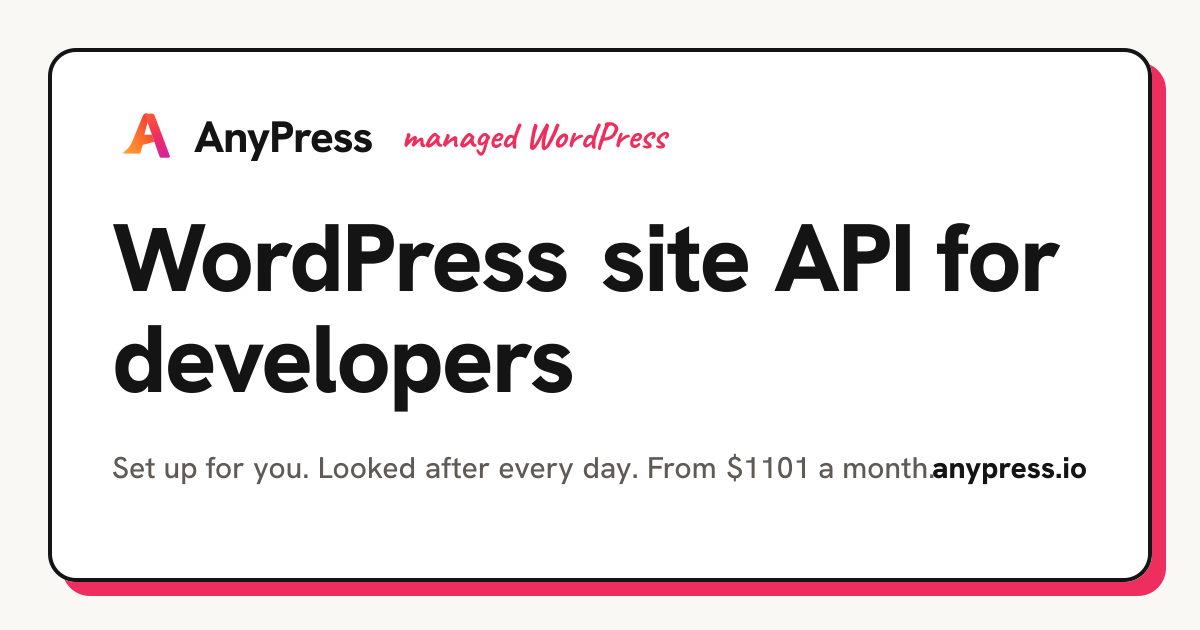 AnyPress managed WordPress
WordPress site API for
developers
Set up for you. Looked after every day. From $1101 a month.anypress.io